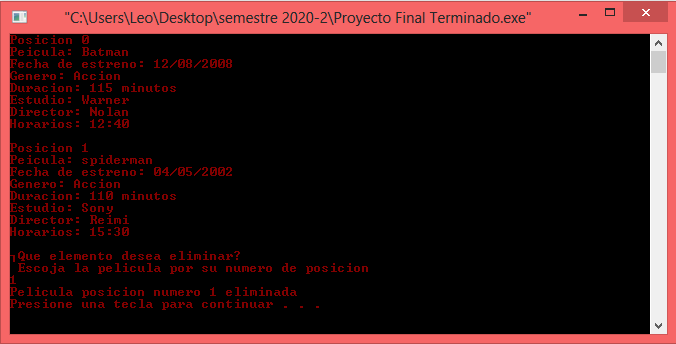 "C:\Users\Leo\Desktop\semestre 2020-2\Proyecto Final Terminado.exe"
Posicion 0
Peicula: Batman
Fecha de estreno: 12/08/2008
Genero: Accion
Duracion: 115 minutos
Estudio: Warner
Director: Nolan
Horarios: 12:40
Posicion 1
Peicula: spiderman
Fecha de estreno: 04/05/2002
Genero: Accion
Duracion: 110 minutos
Estudio: Sony
Director: Reimi
Horarios: 15:30
┐Que elemento desea eliminar?
Escoja la pelicula por su numero de posicion
1
Pelicula posicion numero 1 eliminada
Presione una tecla para continuar . . .